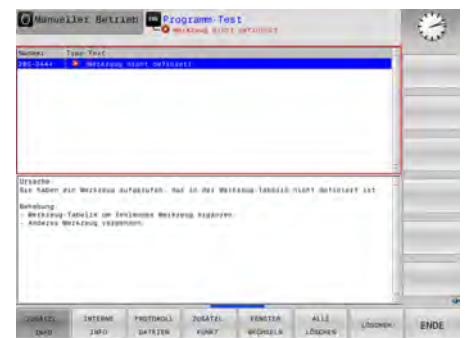 Manueller Betrieb
Programm-Test
Werkzeug nicht definiert
Nummer Type Text
Werkzeug nicht definiert
Ursache:
Sie haben ein Werkzeug aufgerufen, das in der Werkzeug-Tabelle nicht definiert ist.
Behebung:
- Werkzeug-Tabelle um fehlendes Werkzeug ergänzen.
- Anderes Werkzeug verwenden.
ZUSÄTZL. INFO
INTERNE INFO
PROTOKOLL DATEIEN
ZUSÄTZL. FUNKT.
FENSTER WECHSELN
ALLE LÖSCHEN
LÖSCHEN
ENDE